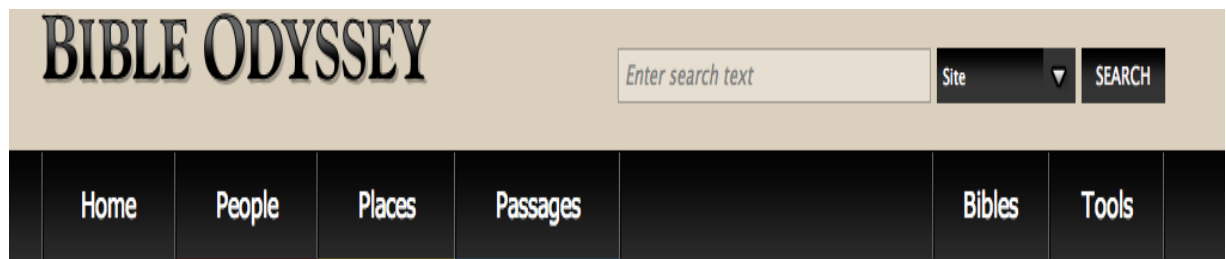 BIBLE ODYSSEY
Enter search text
Site
SEARCH
Home People Places Passages Bibles Tools